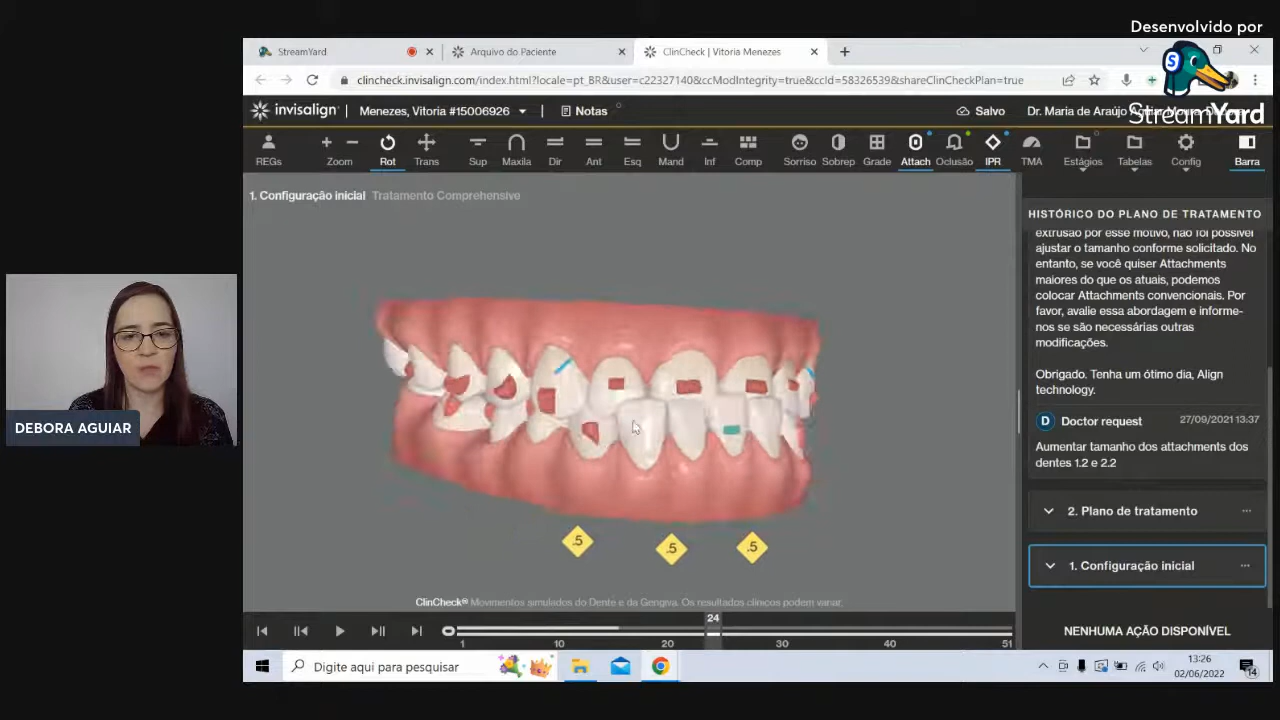 Desenvolvido por
StreamYard
StreamYard
Arquivo do Paciente
ClinCheck | Vitoria Menezes
clincheck.invisalign.com/index.html?locale=pt_BR&user=c22327140&ccModIntegrity=true&ccId=58326539&shareClinCheckPlan=true
invisalign
Menezes, Vitoria #15006926
Notas
Salvo
Dr. Maria de Araújo
REGs
Zoom
Rot
Trans
Sup
Maxila
Dir
Ant
Esq
Mand
Inf
Comp
Sorriso
Sobrep
Grade
Attach
Oclusão
IPR
TMA
Estágios
Tabelas
Config
Barra
1. Configuração inicial Tratamento Comprehensive
HISTÓRICO DO PLANO DE TRATAMENTO
extrusão por esse motivo, não foi possível
ajustar o tamanho conforme solicitado. No
entanto, se você quiser Attachments
maiores do que os atuais, podemos
colocar Attachments convencionais. Por
favor, avalie essa abordagem e informe-
nos se são necessárias outras
modificações.
Obrigado. Tenha um ótimo dia, Align
technology.
D Doctor request 27/09/2021 13:37
Aumentar tamanho dos attachments dos
dentes 1.2 e 2.2
2. Plano de tratamento
1. Configuração inicial
NENHUMA AÇÃO DISPONÍVEL
DEBORA AGUIAR
.5
.5
.5
ClinCheck® Movimentos simulados do Dente e da Gengiva. Os resultados clínicos podem variar.
24
1
10
20
30
40
51
Digite aqui para pesquisar
13:26
02/06/2022
14